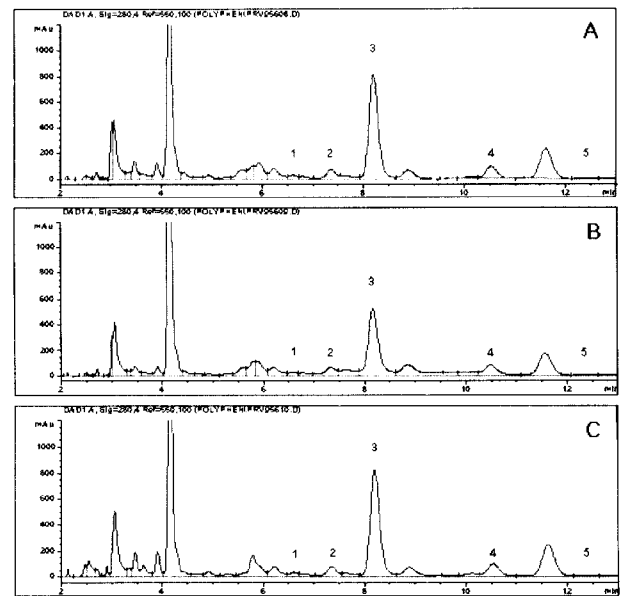 DAD1 A, Sig=280,4 Ref=550,100 (POLYPHEN\PRV05608.D)
mAu
A
3
1000
800
600
400
200
0
1 2 4 5
2 4 6 8 10 12 min
DAD1 A, Sig=280,4 Ref=550,100 (POLYPHEN\PRV05609.D)
mAu
B
3
1000
800
600
400
200
0
1 2 4 5
2 4 6 8 10 12 min
DAD1 A, Sig=280,4 Ref=550,100 (POLYPHEN\PRV05610.D)
mAu
C
3
1000
800
600
400
200
0
1 2 4 5
2 4 6 8 10 12 min